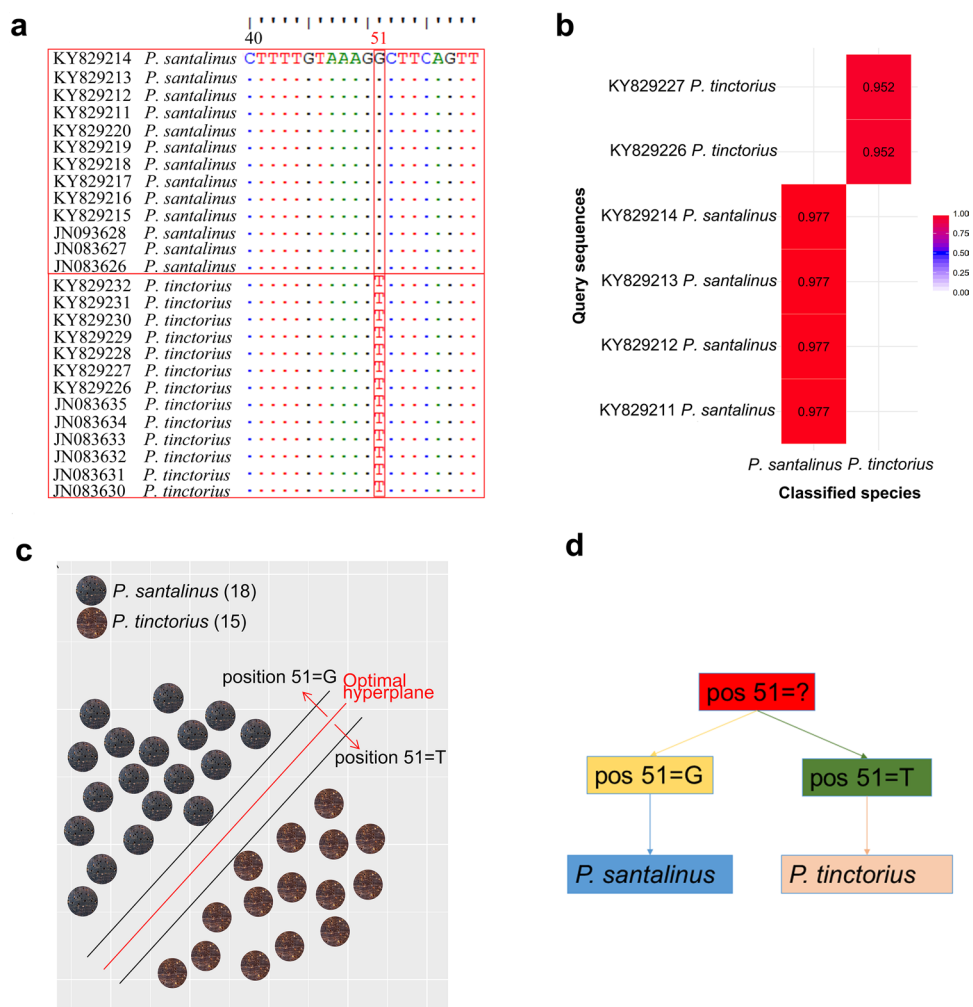 a
40 51
KY829214 P. santalinus CTTTTGTAAAGGCTTCAGTT
KY829213 P. santalinus
KY829212 P. santalinus
KY829211 P. santalinus
KY829220 P. santalinus
KY829219 P. santalinus
KY829218 P. santalinus
KY829217 P. santalinus
KY829216 P. santalinus
KY829215 P. santalinus
JN093628 P. santalinus
JN083627 P. santalinus
JN083626 P. santalinus
KY829232 P. tinctorius T
KY829231 P. tinctorius T
KY829230 P. tinctorius T
KY829229 P. tinctorius T
KY829228 P. tinctorius T
KY829227 P. tinctorius T
KY829226 P. tinctorius T
JN083635 P. tinctorius T
JN083634 P. tinctorius T
JN083633 P. tinctorius T
JN083632 P. tinctorius T
JN083631 P. tinctorius T
JN083630 P. tinctorius T
b
Query sequences
KY829227 P. tinctorius 0.952
KY829226 P. tinctorius 0.952
KY829214 P. santalinus 0.977
KY829213 P. santalinus 0.977
KY829212 P. santalinus 0.977
KY829211 P. santalinus 0.977
P. santalinus P. tinctorius
Classified species
1.00
0.75
0.50
0.25
0.00
c
P. santalinus (18)
P. tinctorius (15)
position 51=G
Optimal
hyperplane
position 51=T
d
pos 51=?
pos 51=G pos 51=T
P. santalinus P. tinctorius